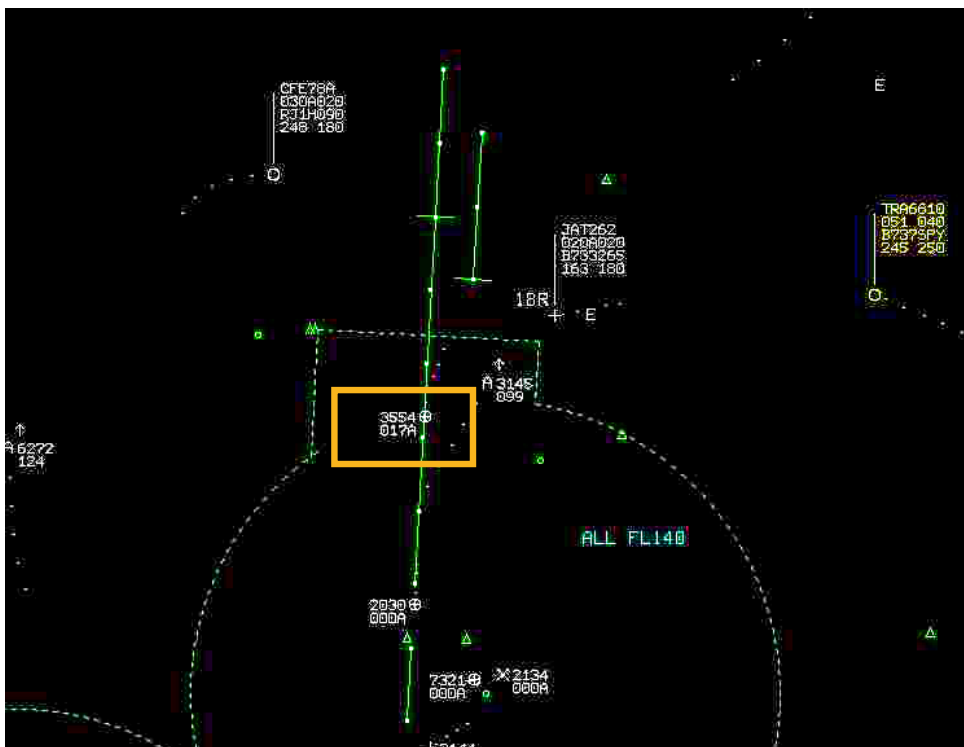 CFE78A
030A020
RJ1H090
248 180
E
TRA6610
051 040
B737SPY
245 250
JAT262
020A020
B733265
163 180
18R
E
A 3145
099
3554
017A
A 6272
124
ALL FL140
2030
000A
7321
000A
2134
000A